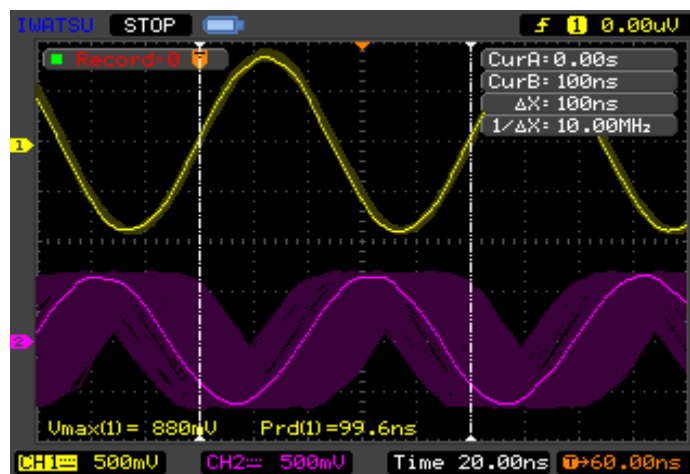 IWATSU STOP 1 0.00uV
Record:0 T
CurA:0.00s
CurB:100ns
ΔX:100ns
1/ΔX:10.00MHz
1
2
Vmax(1)= 880mV Prd(1)=99.6ns
CH1 500mV CH2 500mV Time 20.00ns T→60.00ns